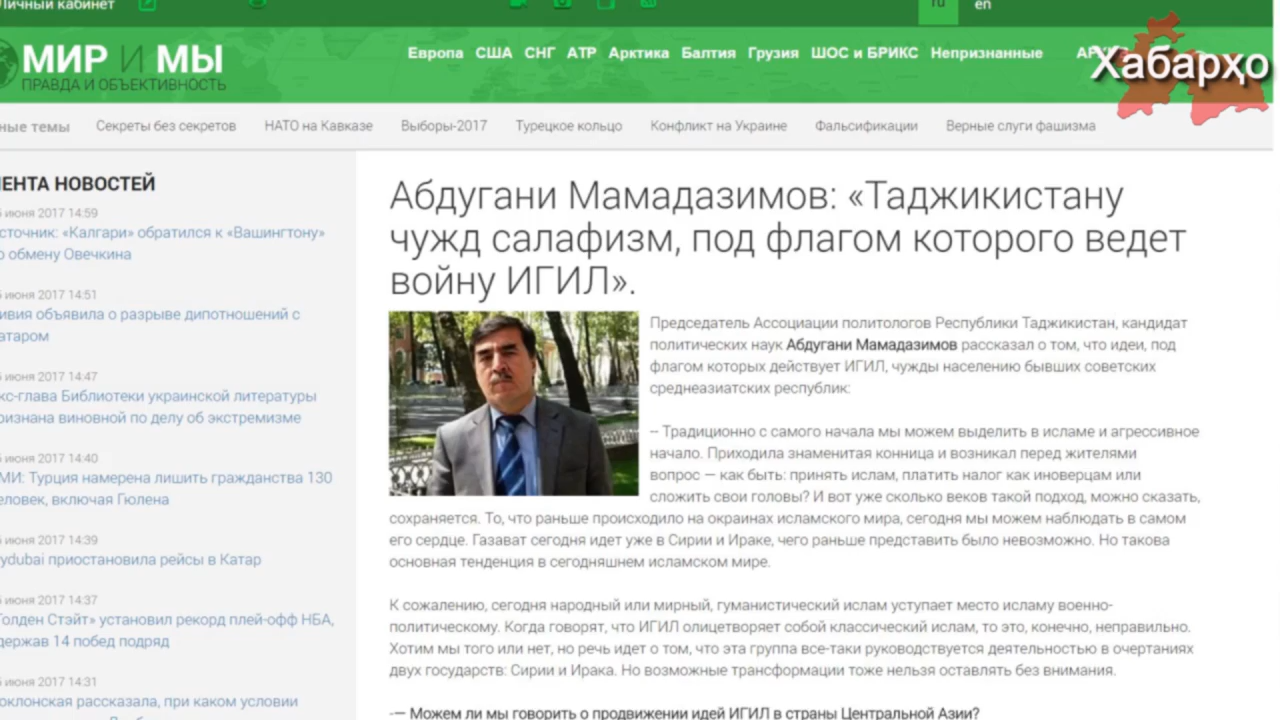 Личный кабинет
ru
en
МИР И МЫ
ПРАВДА И ОБЪЕКТИВНОСТЬ
Европа США СНГ АТР Арктика Балтия Грузия ШОС и БРИКС Непризнанные
Хабарҳо
темы Секреты без секретов НАТО на Кавказе Выборы-2017 Турецкое кольцо Конфликт на Украине Фальсификации Верные слуги фашизма
ЛЕНТА НОВОСТЕЙ
июня 2017 14:59
сточник: «Калгари» обратился к «Вашингтону»
о обмену Овечкина
июня 2017 14:51
ивия объявила о разрыве дипотношений с
атаром
июня 2017 14:47
кс-глава Библиотеки украинской литературы
ризнана виновной по делу об экстремизме
июня 2017 14:40
МИ: Турция намерена лишить гражданства 130
еловек, включая Гюлена
июня 2017 14:39
ydubai приостановила рейсы в Катар
июня 2017 14:37
Голден Стэйт» установил рекорд плей-офф НБА,
держав 14 побед подряд
июня 2017 14:31
оклонская рассказала, при каком условии
Абдугани Мамадазимов: «Таджикистану
чужд салафизм, под флагом которого ведет
войну ИГИЛ».
Председатель Ассоциации политологов Республики Таджикистан, кандидат
политических наук Абдугани Мамадазимов рассказал о том, что идеи, под
флагом которых действует ИГИЛ, чужды населению бывших советских
среднеазиатских республик:
-- Традиционно с самого начала мы можем выделить в исламе и агрессивное
начало. Приходила знаменитая конница и возникал перед жителями
вопрос — как быть: принять ислам, платить налог как иноверцам или
сложить свои головы? И вот уже сколько веков такой подход, можно сказать,
сохраняется. То, что раньше происходило на окраинах исламского мира, сегодня мы можем наблюдать в самом
его сердце. Газават сегодня идет уже в Сирии и Ираке, чего раньше представить было невозможно. Но такова
основная тенденция в сегодняшнем исламском мире.
К сожалению, сегодня народный или мирный, гуманистический ислам уступает место исламу военно-
политическому. Когда говорят, что ИГИЛ олицетворяет собой классический ислам, то это, конечно, неправильно.
Хотим мы того или нет, но речь идет о том, что эта группа все-таки руководствуется деятельностью в очертаниях
двух государств: Сирии и Ирака. Но возможные трансформации тоже нельзя оставлять без внимания.
-— Можем ли мы говорить о продвижении идей ИГИЛ в страны Центральной Азии?